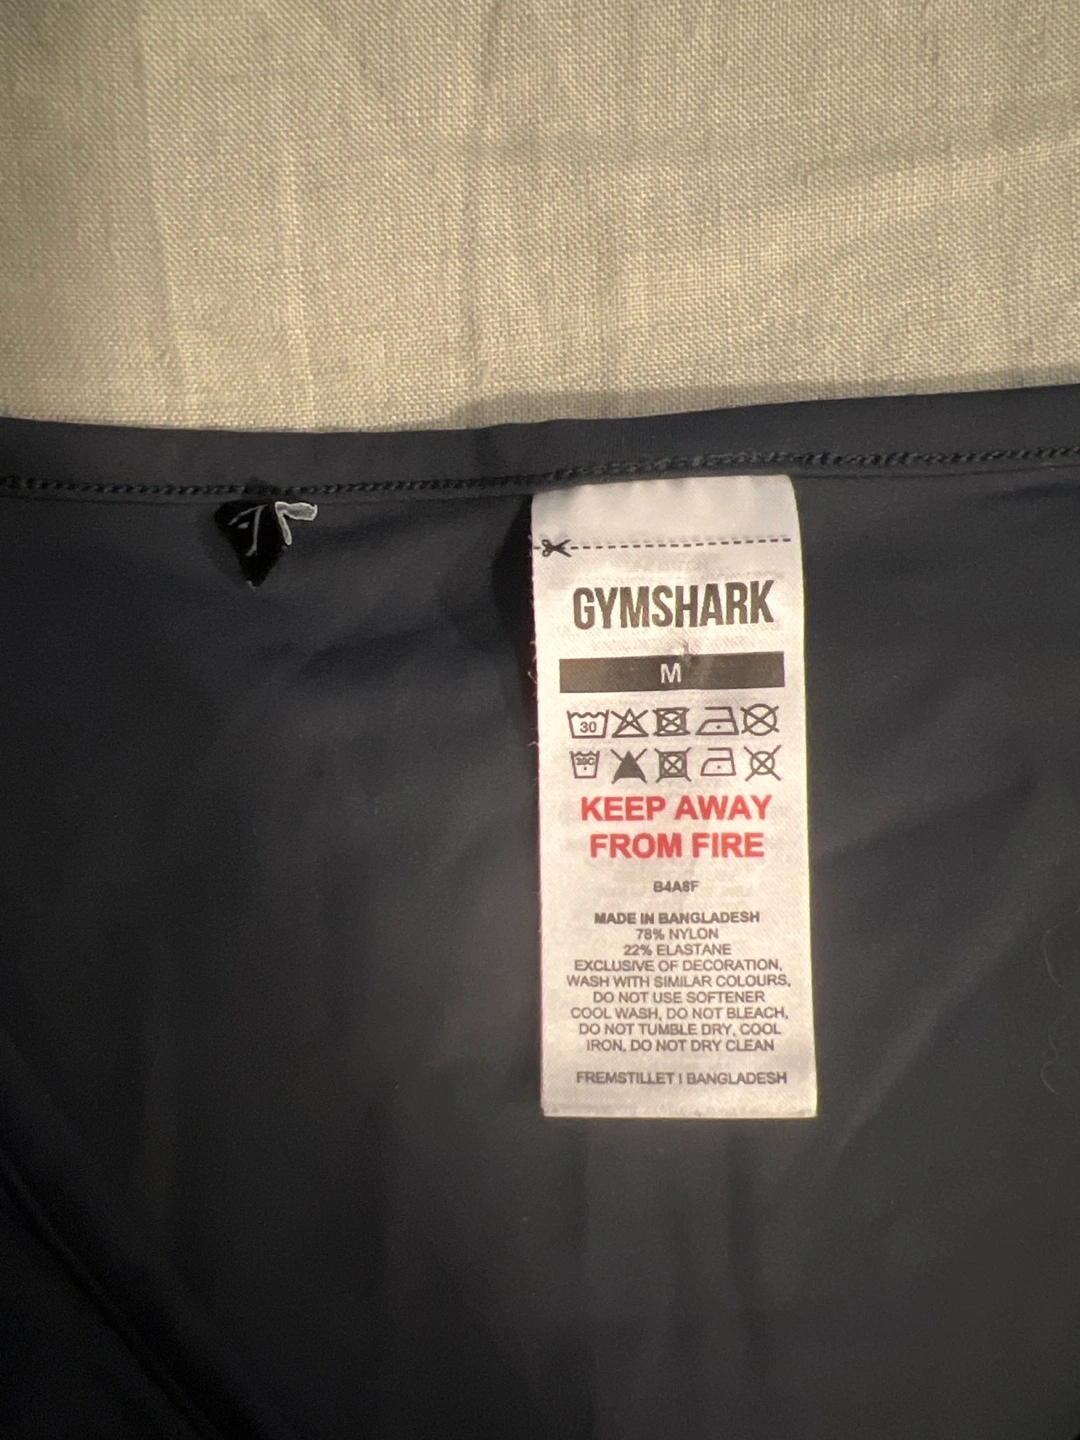 GYMSHARK
M
30
30C
KEEP AWAY
FROM FIRE
B4A8F
MADE IN BANGLADESH
78% NYLON
22% ELASTANE
EXCLUSIVE OF DECORATION,
WASH WITH SIMILAR COLOURS,
DO NOT USE SOFTENER
COOL WASH, DO NOT BLEACH,
DO NOT TUMBLE DRY, COOL
IRON, DO NOT DRY CLEAN
FREMSTILLET I BANGLADESH